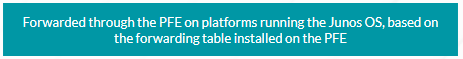 Forwarded through the PFE on platforms running the Junos OS, based on
the forwarding table installed on the PFE